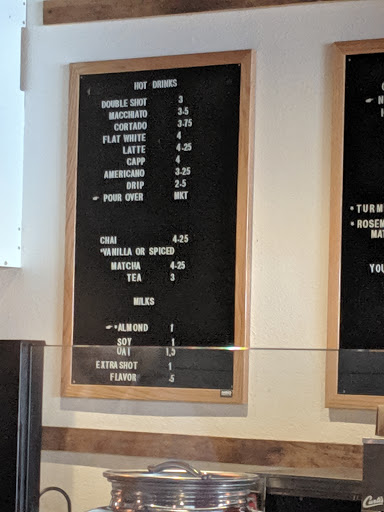 HOT DRINKS
DOUBLE SHOT 3
MACCHIATO 3-5
CORTADO 3-75
FLAT WHITE 4
LATTE 4-25
CAPP 4
AMERICANO 3-25
DRIP 2-5
☛ POUR OVER MKT
CHAI 4-25
*VANILLA OR SPICED
MATCHA 4-25
TEA 3
MILKS
☛ *ALMOND 1
SOY 1
OAT 1,5
EXTRA SHOT 1
FLAVOR .5
* TURM
* ROSEM
MAT
YOU